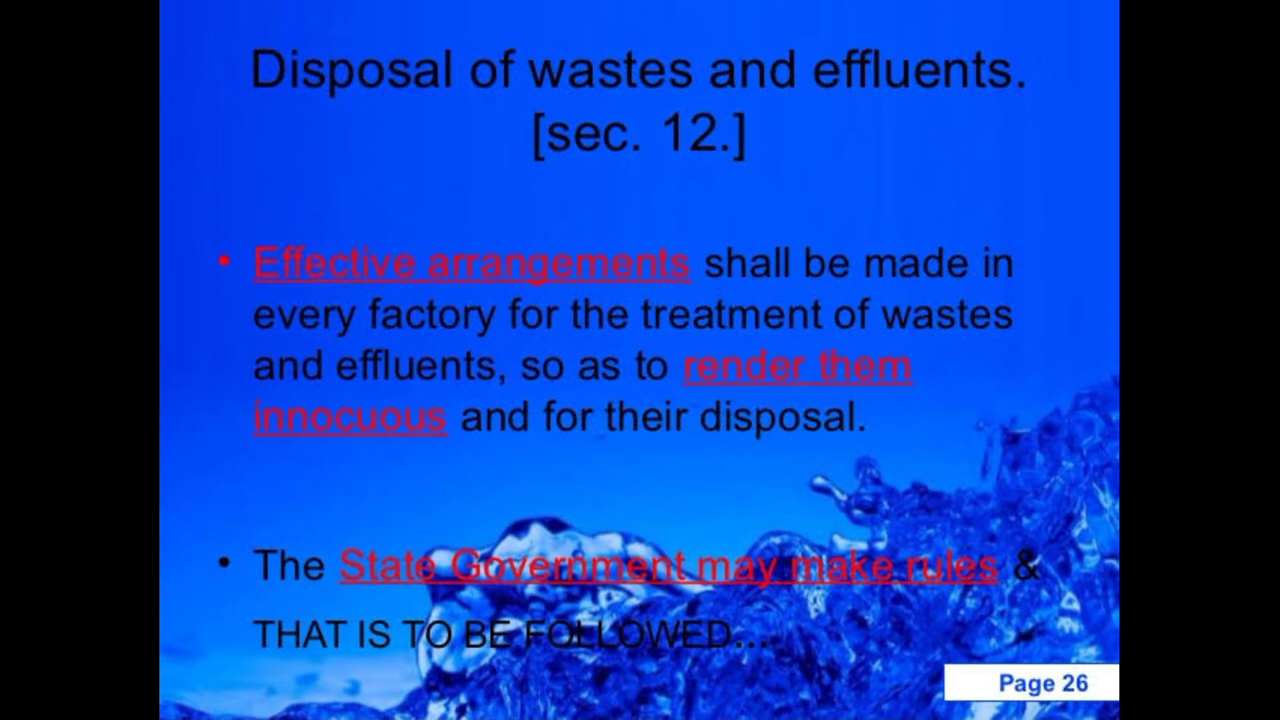 Disposal of wastes and effluents.
[sec. 12.]
• Effective arrangements shall be made in
every factory for the treatment of wastes
and effluents, so as to render them
innocuous and for their disposal.
• The State Government may make rules &
THAT IS TO BE FOLLOWED...
Page 26